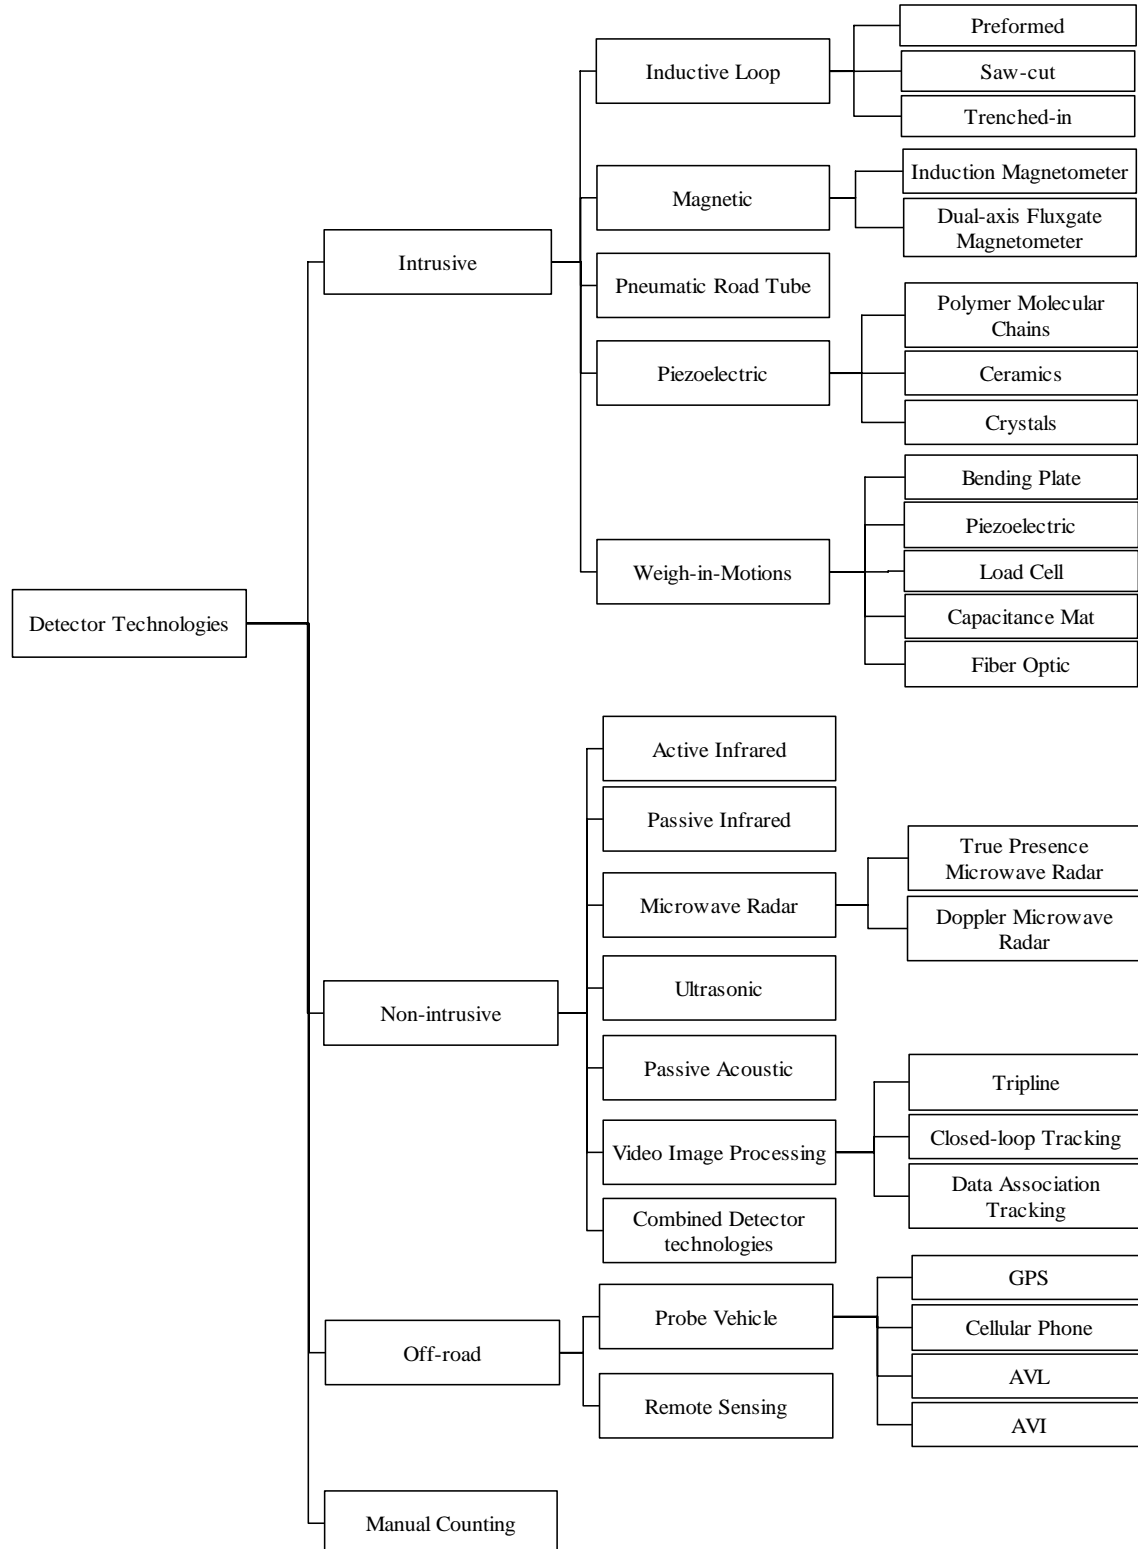 Detector Technologies
Intrusive
Inductive Loop
Preformed
Saw-cut
Trenched-in
Magnetic
Induction Magnetometer
Dual-axis Fluxgate
Magnetometer
Pneumatic Road Tube
Piezoelectric
Polymer Molecular
Chains
Ceramics
Crystals
Weigh-in-Motions
Bending Plate
Piezoelectric
Load Cell
Capacitance Mat
Fiber Optic
Non-intrusive
Active Infrared
Passive Infrared
Microwave Radar
True Presence
Microwave Radar
Doppler Microwave
Radar
Ultrasonic
Passive Acoustic
Video Image Processing
Tripline
Closed-loop Tracking
Data Association
Tracking
Combined Detector
technologies
Off-road
Probe Vehicle
GPS
Cellular Phone
AVL
AVI
Remote Sensing
Manual Counting